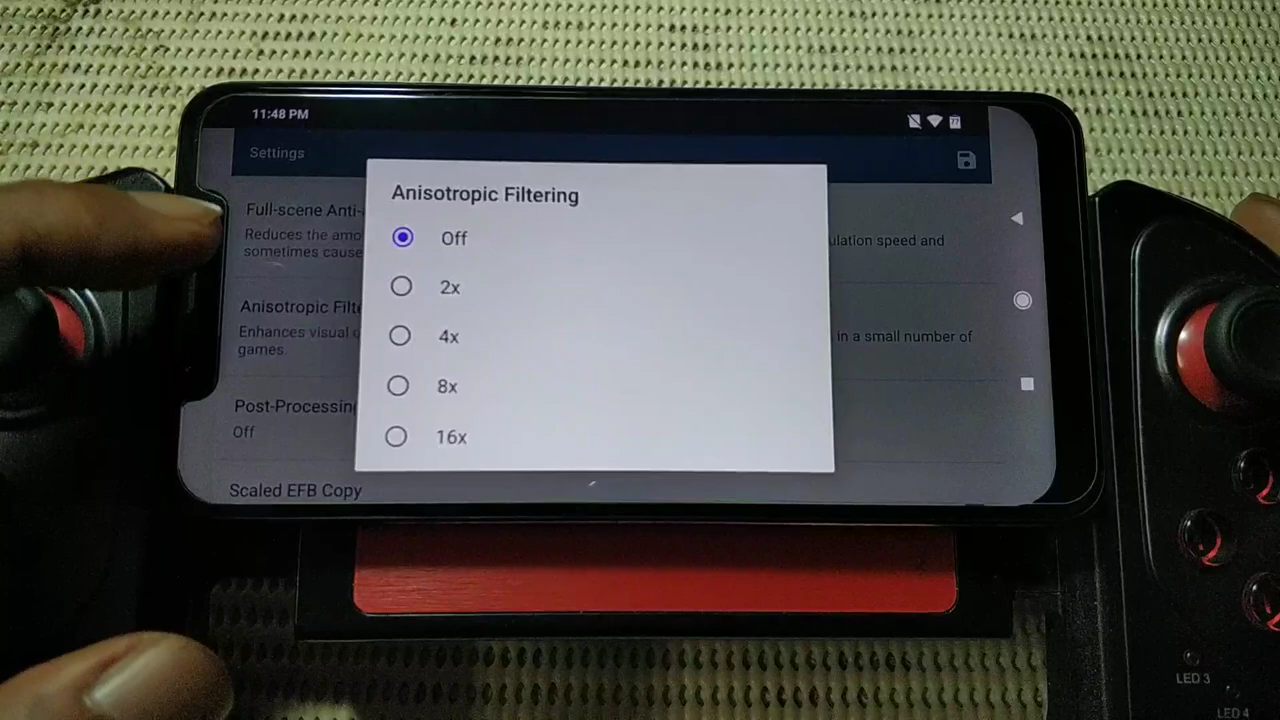 11:48 PM
77
Settings
Full-scene Anti-
Reduces the amo
ulation speed and
sometimes cause
Anisotropic Filte
Enhances visual
in a small number of
games.
Post-Processing
Off
Scaled EFB Copy
Anisotropic Filtering
Off
2x
4x
8x
16x
LED 3
LED 4